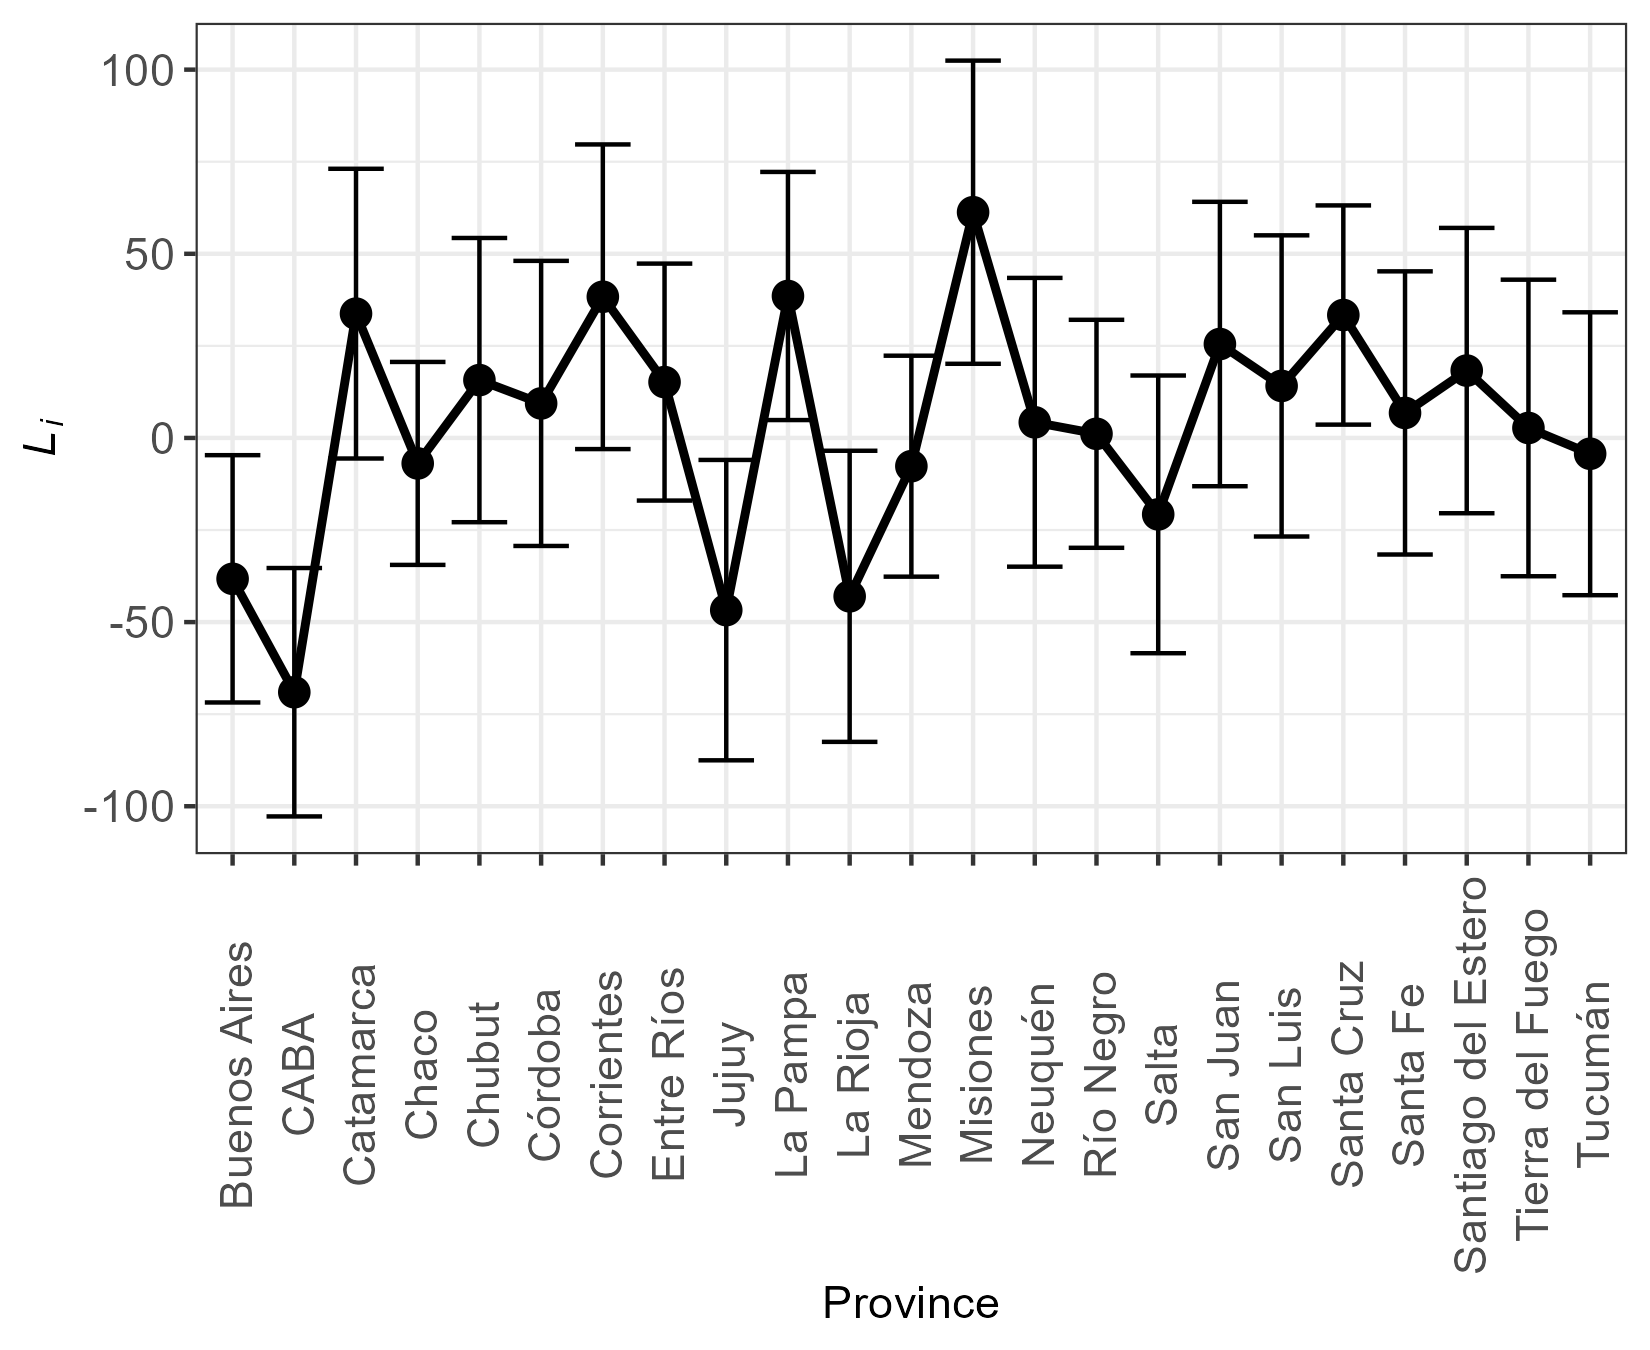 100
50
0
-50
-100
Li
Buenos Aires
CABA
Catamarca
Chaco
Chubut
Córdoba
Corrientes
Entre Ríos
Jujuy
La Pampa
La Rioja
Mendoza
Misiones
Neuquén
Río Negro
Salta
San Juan
San Luis
Santa Cruz
Santa Fe
Santiago del Estero
Tierra del Fuego
Tucumán
Province